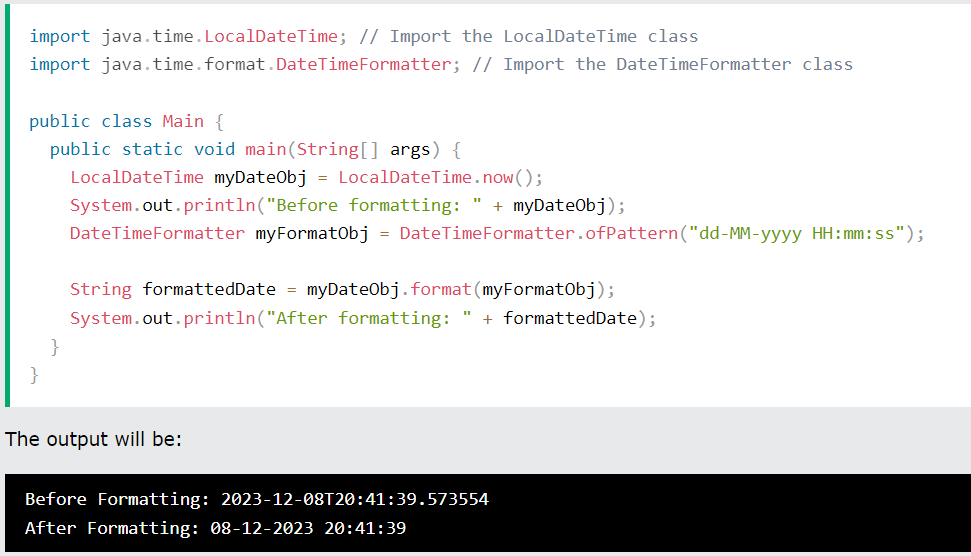 import java.time.LocalDateTime; // Import the LocalDateTime class
import java.time.format.DateTimeFormatter; // Import the DateTimeFormatter class
public class Main {
public static void main(String[] args) {
LocalDateTime myDateObj = LocalDateTime.now();
System.out.println("Before formatting: " + myDateObj);
DateTimeFormatter myFormatObj = DateTimeFormatter.ofPattern("dd-MM-yyyy HH:mm:ss");
String formattedDate = myDateObj.format(myFormatObj);
System.out.println("After formatting: " + formattedDate);
}
}
The output will be:
Before Formatting: 2023-12-08T20:41:39.573554
After Formatting: 08-12-2023 20:41:39